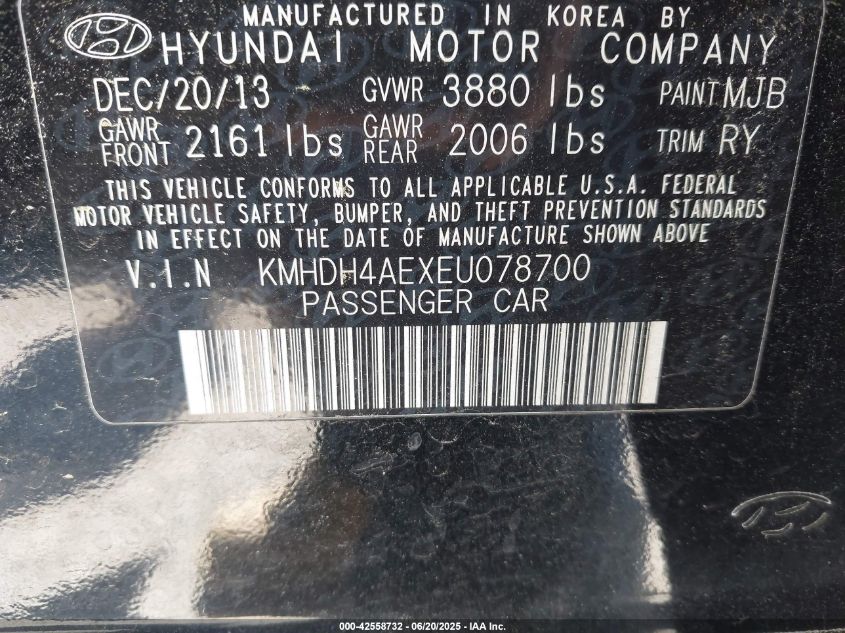 MANUFACTURED IN KOREA BY
HYUNDAI MOTOR COMPANY
DEC/20/13 GVWR 3880 lbs PAINT MJB
GAWR FRONT 2161 lbs GAWR REAR 2006 lbs TRIM RY
THIS VEHICLE CONFORMS TO ALL APPLICABLE U.S.A. FEDERAL
MOTOR VEHICLE SAFETY, BUMPER, AND THEFT PREVENTION STANDARDS
IN EFFECT ON THE DATE OF MANUFACTURE SHOWN ABOVE
V.I.N KMHDH4AEXEU078700
PASSENGER CAR
000-42558732 - 06/20/2025 - IAA Inc.